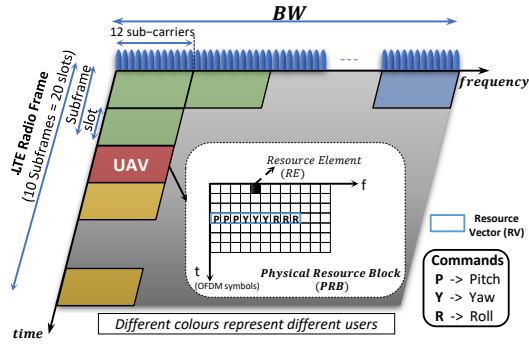 BW
12 sub-carriers
frequency
LTE Radio Frame
(10 Subframes = 20 slots)
Subframe
slot
UAV
Resource Element
(RE)
f
P P P Y Y Y R R R
t
(OFDM symbols)
Physical Resource Block
(PRB)
Resource
Vector (RV)
Commands
P -> Pitch
Y -> Yaw
R -> Roll
time
Different colours represent different users